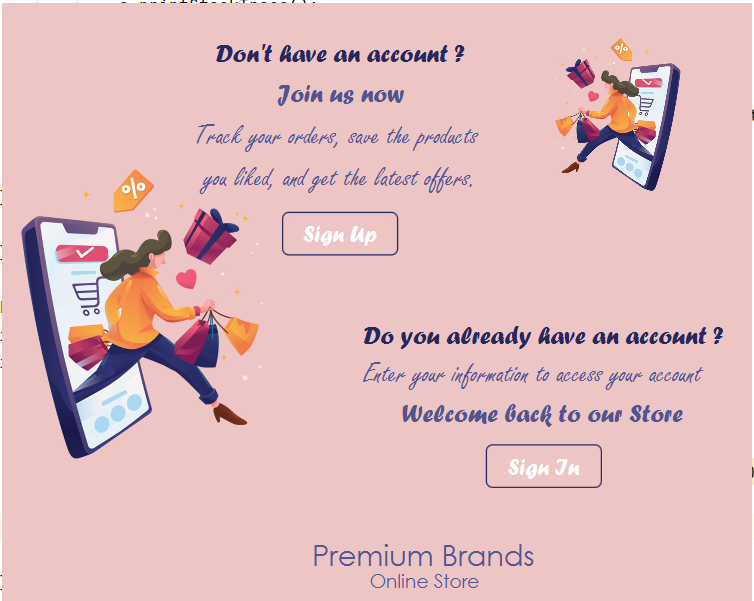 e.printStackTrace();
Don't have an account ?
Join us now
Track your orders, save the products
you liked, and get the latest offers.
Sign Up
%
%
Do you already have an account ?
Enter your information to access your account
Welcome back to our Store
Sign In
Premium Brands
Online Store